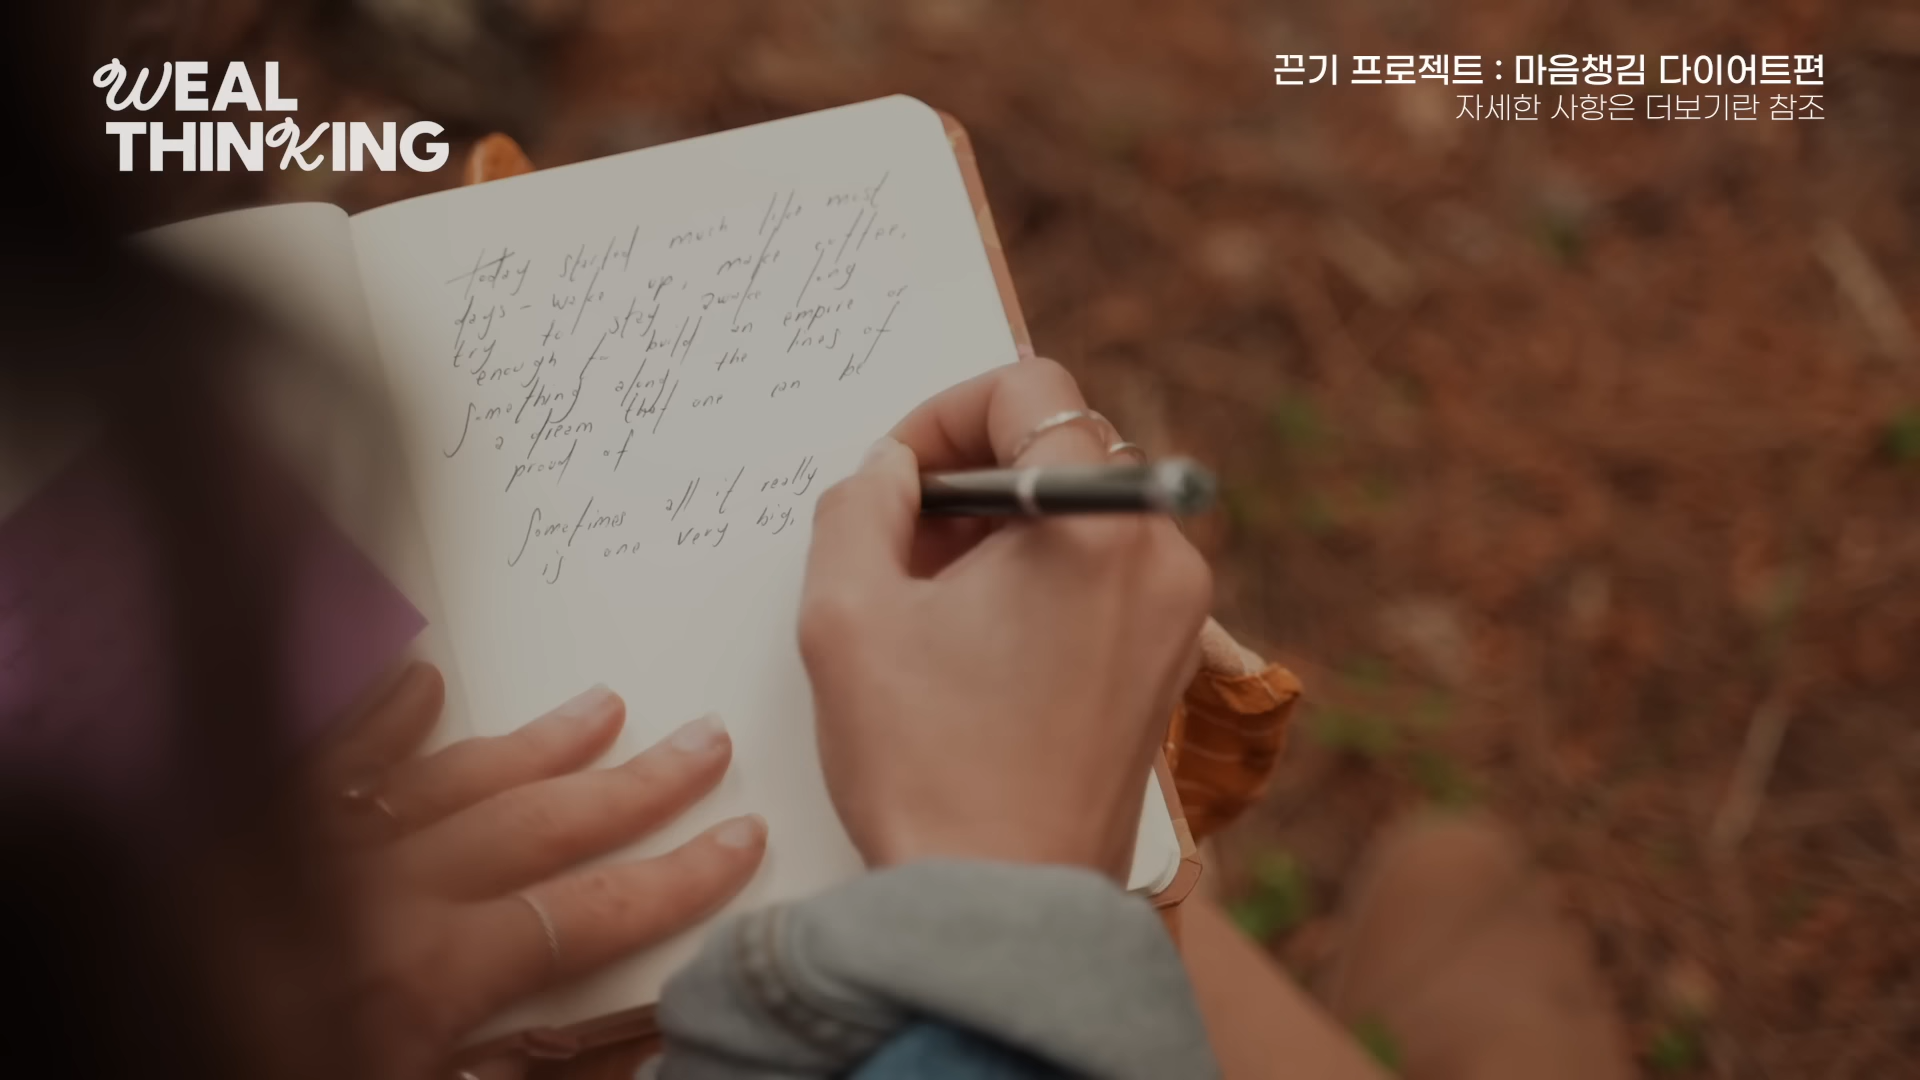 WEAL
THINKING
끈기 프로젝트 : 마음챙김 다이어트편
자세한 사항은 더보기란 참조
today started much like most
days - wake up, make coffee,
try to stay awake long
enough to build an empire or
something along the lines of
a dream that one can be
proud of
Sometimes all it really
is one very big,